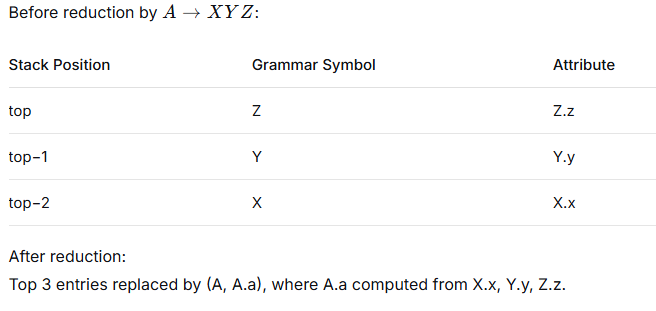 Before reduction by A → XYZ:
Stack Position Grammar Symbol Attribute
top Z Z.z
top−1 Y Y.y
top−2 X X.x
After reduction:
Top 3 entries replaced by (A, A.a), where A.a computed from X.x, Y.y, Z.z.